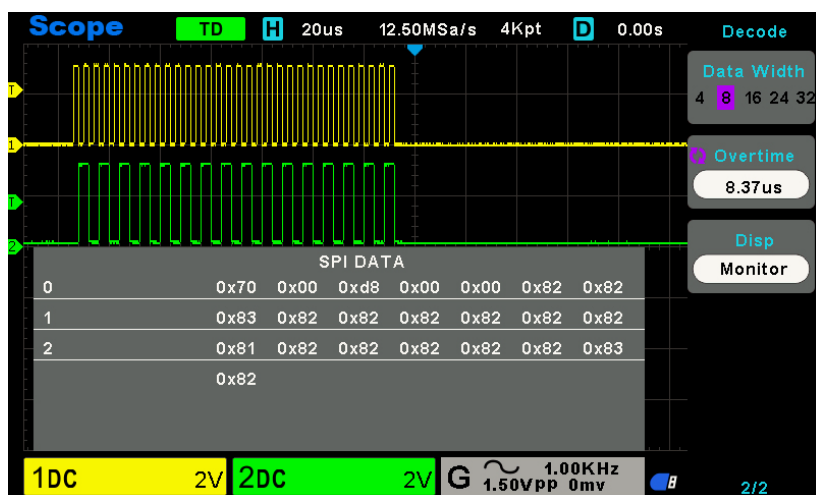 Scope TD H 20us 12.50MSa/s 4Kpt D 0.00s Decode
Data Width
4 8 16 24 32
T
1
Overtime
8.37us
T
Disp
Monitor
2
SPI DATA
0 0x70 0x00 0xd8 0x00 0x00 0x82 0x82
1 0x83 0x82 0x82 0x82 0x82 0x82 0x82
2 0x81 0x82 0x82 0x82 0x82 0x82 0x83
0x82
1DC 2V 2DC 2V G 1.00KHz
1.50Vpp 0mv
2/2